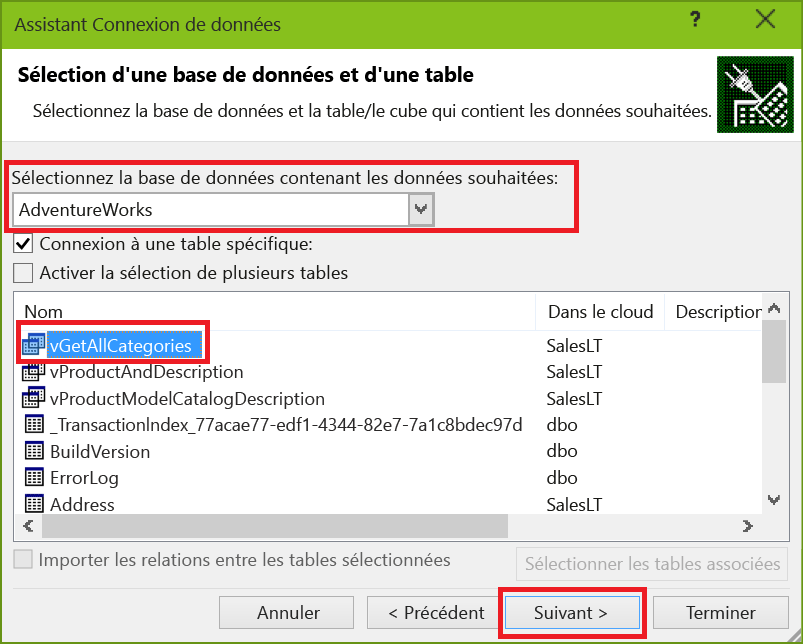 Assistant Connexion de données
?
Sélection d'une base de données et d'une table
Sélectionnez la base de données et la table/le cube qui contient les données souhaitées.
Sélectionnez la base de données contenant les données souhaitées:
AdventureWorks
Connexion à une table spécifique:
Activer la sélection de plusieurs tables
Nom Dans le cloud Description
vGetAllCategories SalesLT
vProductAndDescription SalesLT
vProductModelCatalogDescription SalesLT
_TransactionIndex_77acae77-edf1-4344-82e7-7a1c8bdec97d dbo
BuildVersion dbo
ErrorLog dbo
Address SalesLT
Importer les relations entre les tables sélectionnées
Sélectionner les tables associées
Annuler < Précédent Suivant > Terminer